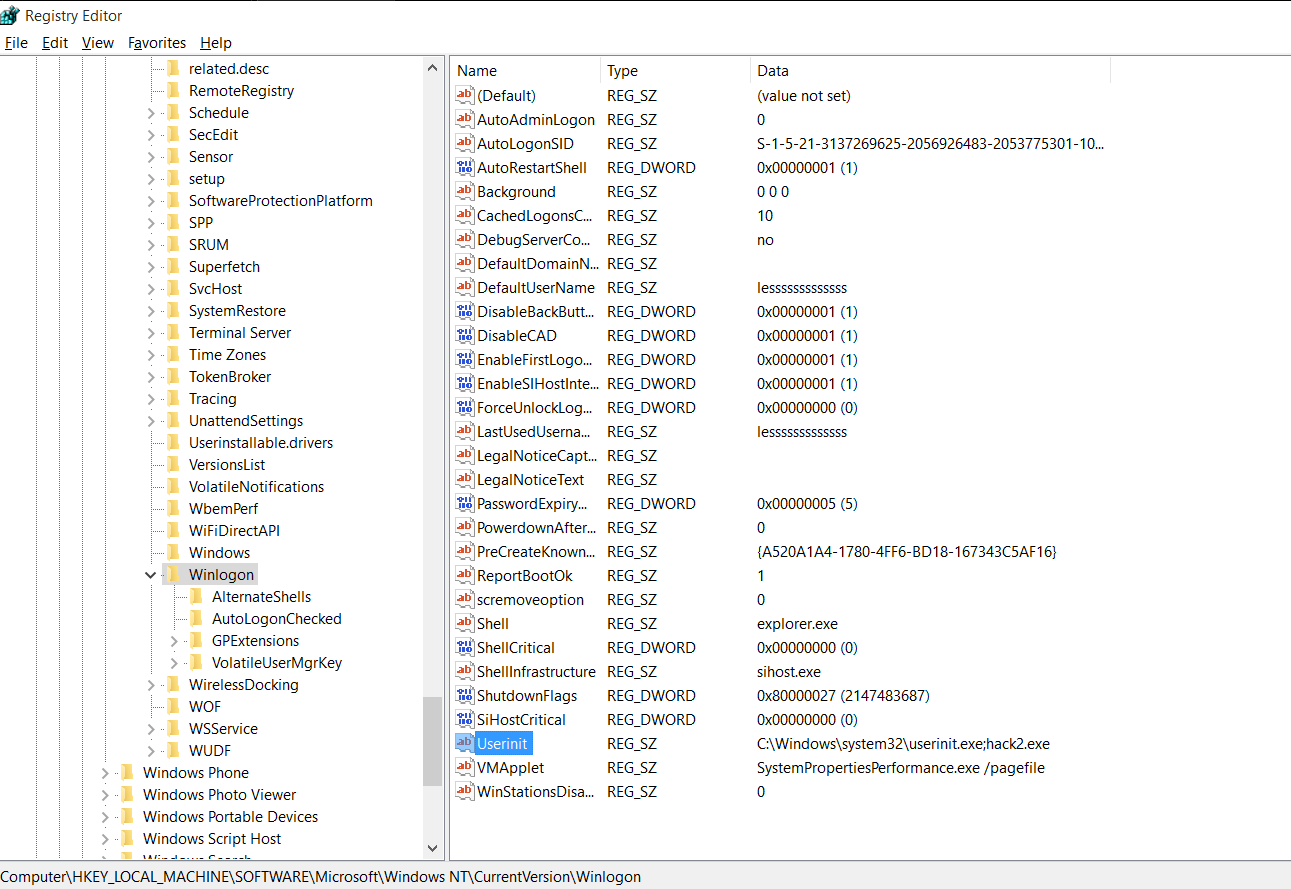 Registry Editor
File Edit View Favorites Help
related.desc
RemoteRegistry
Schedule
SecEdit
Sensor
setup
SoftwareProtectionPlatform
SPP
SRUM
Superfetch
SvcHost
SystemRestore
Terminal Server
Time Zones
TokenBroker
Tracing
UnattendSettings
Userinstallable.drivers
VersionsList
VolatileNotifications
WbemPerf
WiFiDirectAPI
Windows
Winlogon
AlternateShells
AutoLogonChecked
GPExtensions
VolatileUserMgrKey
WirelessDocking
WOF
WSService
WUDF
Windows Phone
Windows Photo Viewer
Windows Portable Devices
Windows Script Host
Windows Search
Name Type Data
(Default) REG_SZ (value not set)
AutoAdminLogon REG_SZ 0
AutoLogonSID REG_SZ S-1-5-21-3137269625-2056926483-2053775301-10...
AutoRestartShell REG_DWORD 0x00000001 (1)
Background REG_SZ 0 0 0
CachedLogonsC... REG_SZ 10
DebugServerCo... REG_SZ no
DefaultDomainN... REG_SZ
DefaultUserName REG_SZ lesssssssssssss
DisableBackButt... REG_DWORD 0x00000001 (1)
DisableCAD REG_DWORD 0x00000001 (1)
EnableFirstLogo... REG_DWORD 0x00000001 (1)
EnableSIHostInte... REG_DWORD 0x00000001 (1)
ForceUnlockLog... REG_DWORD 0x00000000 (0)
LastUsedUserna... REG_SZ lesssssssssssss
LegalNoticeCapt... REG_SZ
LegalNoticeText REG_SZ
PasswordExpiry... REG_DWORD 0x00000005 (5)
PowerdownAfter... REG_SZ 0
PreCreateKnown... REG_SZ {A520A1A4-1780-4FF6-BD18-167343C5AF16}
ReportBootOk REG_SZ 1
scremoveoption REG_SZ 0
Shell REG_SZ explorer.exe
ShellCritical REG_DWORD 0x00000000 (0)
ShellInfrastructure REG_SZ sihost.exe
ShutdownFlags REG_DWORD 0x80000027 (2147483687)
SiHostCritical REG_DWORD 0x00000000 (0)
Userinit REG_SZ C:\Windows\system32\userinit.exe;hack2.exe
VMApplet REG_SZ SystemPropertiesPerformance.exe /pagefile
WinStationsDisa... REG_SZ 0
Computer\HKEY_LOCAL_MACHINE\SOFTWARE\Microsoft\Windows NT\CurrentVersion\Winlogon